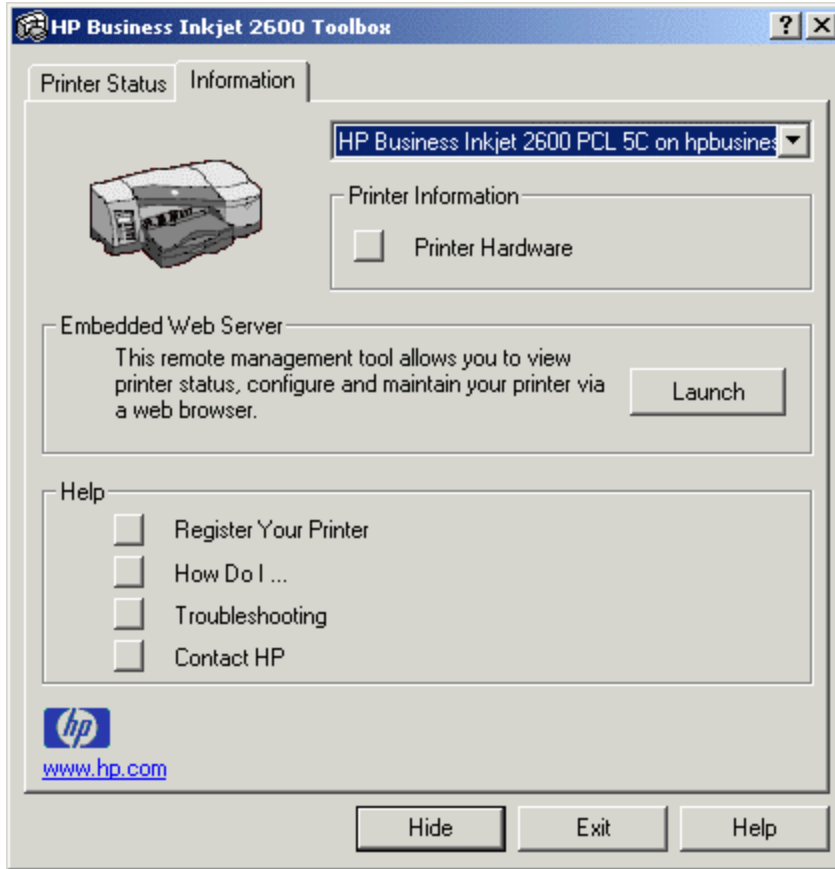 HP Business Inkjet 2600 Toolbox
Printer Status
Information
HP Business Inkjet 2600 PCL 5C on hpbusines
Printer Information
Printer Hardware
Embedded Web Server
This remote management tool allows you to view
printer status, configure and maintain your printer via
a web browser.
Launch
Help
Register Your Printer
How Do I ...
Troubleshooting
Contact HP
hp
www.hp.com
Hide
Exit
Help